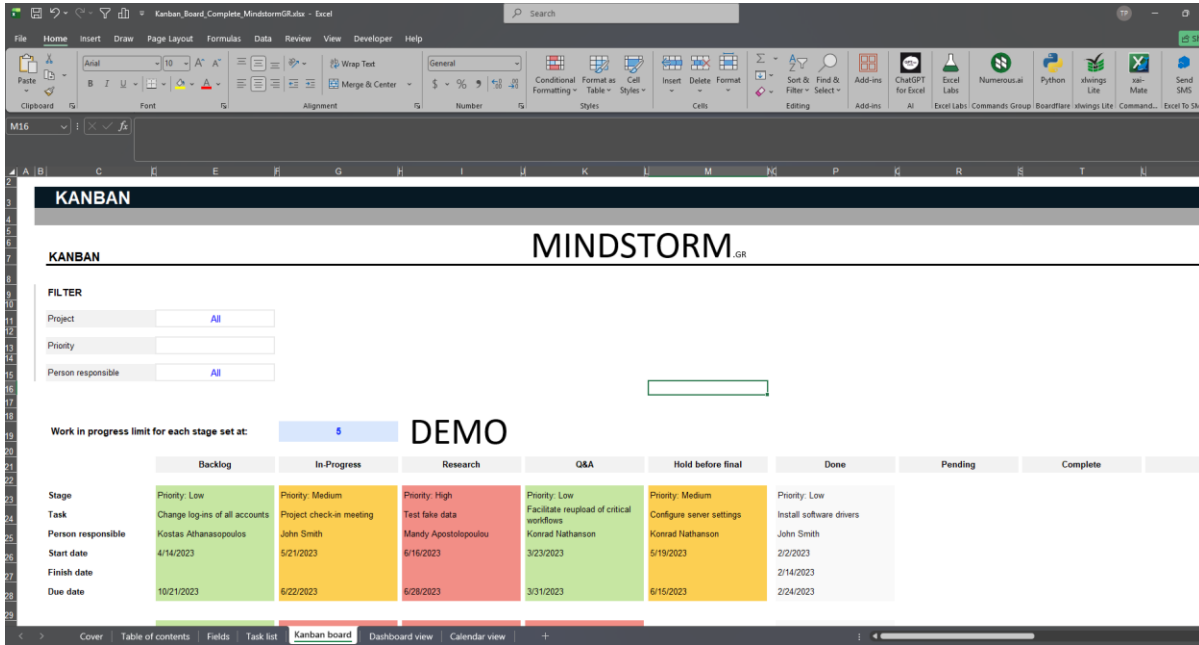 Kanban_Board_Complete_MindstormGR.xlsx - Excel
Search
TP
File Home Insert Draw Page Layout Formulas Data Review View Developer Help
Paste
Arial 10
B I U
Wrap Text
Merge & Center
General
$ % 9
Conditional Formatting
Format as Table
Cell Styles
Insert Delete Format
Sort & Filter
Find & Select
Add-ins
ChatGPT for Excel
Excel Labs
Numerous.ai
Python
xlwings Lite
xai-Mate
Send SMS
Clipboard Font Alignment Number Styles Cells Editing Add-ins AI Excel Labs Commands Group Boardflare xlwings Lite Command...
M16 fx
A B C E G I K M P R T
KANBAN
MINDSTORM.GR
KANBAN
FILTER
Project All
Priority
Person responsible All
Work in progress limit for each stage set at: 5 DEMO
Backlog In-Progress Research Q&A Hold before final Done Pending Complete
Stage Priority: Low Priority: Medium Priority: High Priority: Low Priority: Medium Priority: Low
Task Change log-ins of all accounts Project check-in meeting Test fake data Facilitate reupload of critical workflows Configure server settings Install software drivers
Person responsible Kostas Athanasopoulos John Smith Mandy Apostolopoulou Konrad Nathanson Konrad Nathanson John Smith
Start date 4/14/2023 5/21/2023 6/16/2023 3/23/2023 5/19/2023 2/2/2023
Finish date 2/14/2023
Due date 10/21/2023 6/22/2023 6/28/2023 3/31/2023 6/15/2023 2/24/2023
Cover Table of contents Fields Task list Kanban board Dashboard view Calendar view +